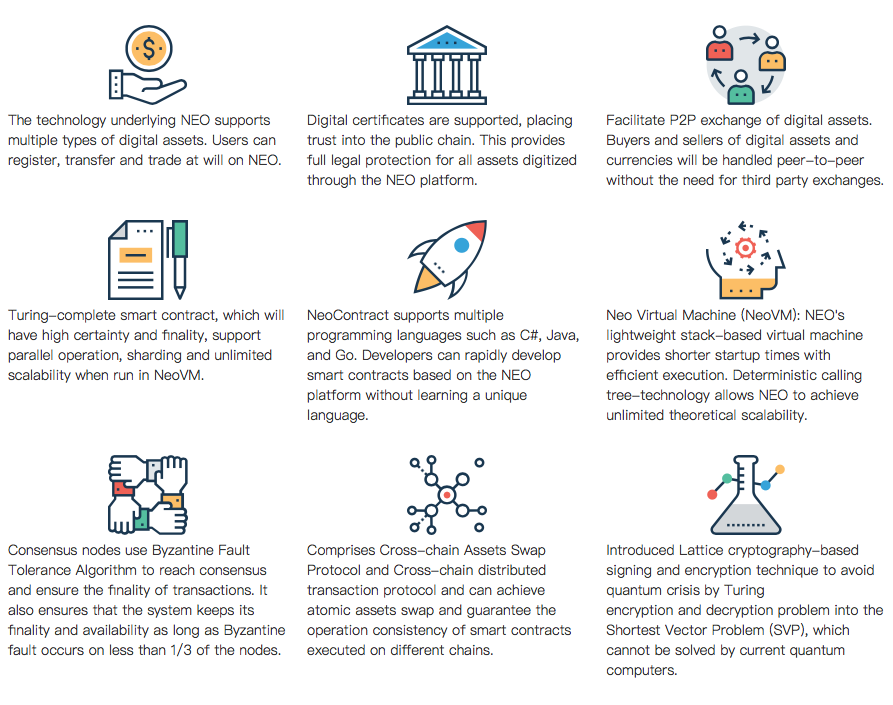 The technology underlying NEO supports
multiple types of digital assets. Users can
register, transfer and trade at will on NEO.
Digital certificates are supported, placing
trust into the public chain. This provides
full legal protection for all assets digitized
through the NEO platform.
Facilitate P2P exchange of digital assets.
Buyers and sellers of digital assets and
currencies will be handled peer-to-peer
without the need for third party exchanges.
Turing-complete smart contract, which will
have high certainty and finality, support
parallel operation, sharding and unlimited
scalability when run in NeoVM.
NeoContract supports multiple
programming languages such as C#, Java,
and Go. Developers can rapidly develop
smart contracts based on the NEO
platform without learning a unique
language.
Neo Virtual Machine (NeoVM): NEO's
lightweight stack-based virtual machine
provides shorter startup times with
efficient execution. Deterministic calling
tree-technology allows NEO to achieve
unlimited theoretical scalability.
Consensus nodes use Byzantine Fault
Tolerance Algorithm to reach consensus
and ensure the finality of transactions. It
also ensures that the system keeps its
finality and availability as long as Byzantine
fault occurs on less than 1/3 of the nodes.
Comprises Cross-chain Assets Swap
Protocol and Cross-chain distributed
transaction protocol and can achieve
atomic assets swap and guarantee the
operation consistency of smart contracts
executed on different chains.
Introduced Lattice cryptography-based
signing and encryption technique to avoid
quantum crisis by Turing
encryption and decryption problem into the
Shortest Vector Problem (SVP), which
cannot be solved by current quantum
computers.